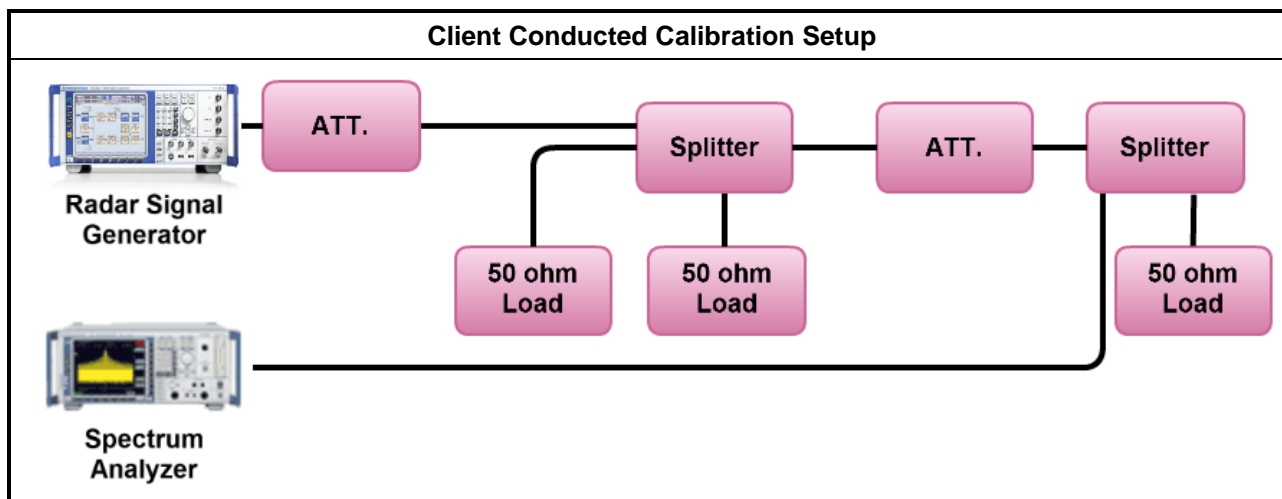 Client Conducted Calibration Setup
ATT.
Splitter
ATT.
Splitter
Radar Signal
Generator
50 ohm
Load
50 ohm
Load
50 ohm
Load
Spectrum
Analyzer